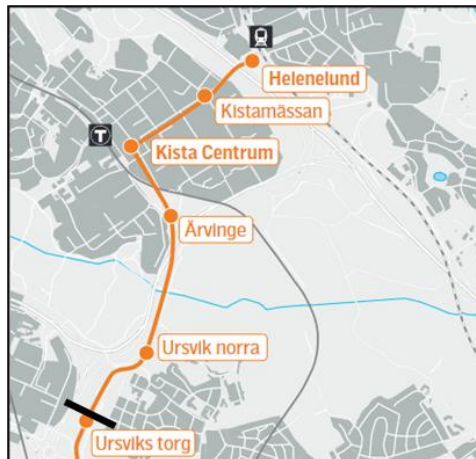 Helenelund
Kistamässan
T
Kista Centrum
Ärvinge
Ursvik norra
Ursviks torg